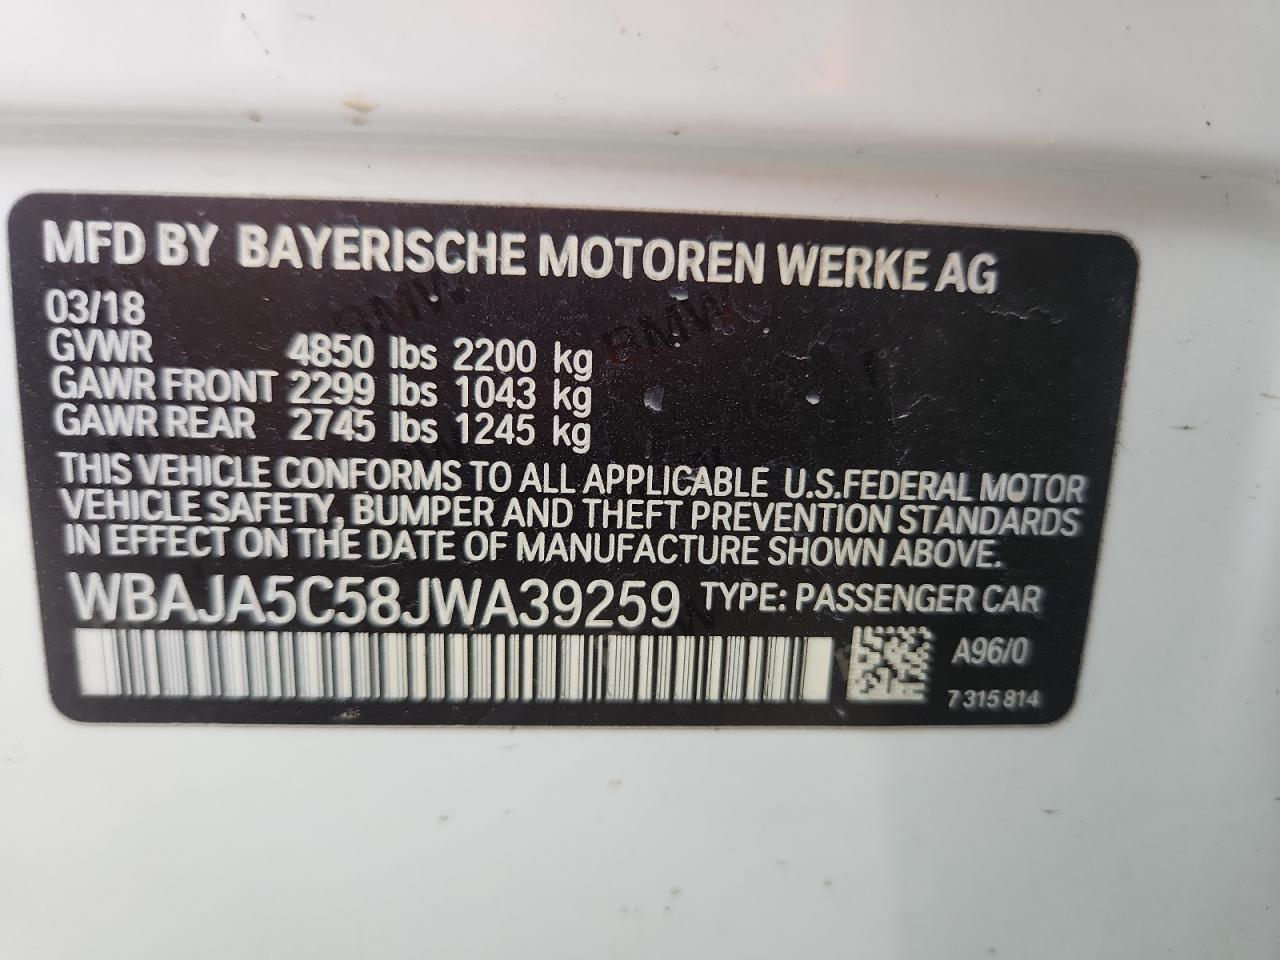 MFD BY BAYERISCHE MOTOREN WERKE AG
03/18
GVWR 4850 lbs 2200 kg
GAWR FRONT 2299 lbs 1043 kg
GAWR REAR 2745 lbs 1245 kg
THIS VEHICLE CONFORMS TO ALL APPLICABLE U.S.FEDERAL MOTOR
VEHICLE SAFETY, BUMPER AND THEFT PREVENTION STANDARDS
IN EFFECT ON THE DATE OF MANUFACTURE SHOWN ABOVE.
WBAJA5C58JWA39259 TYPE: PASSENGER CAR
A96/0
7 315 814
BMW
BMW